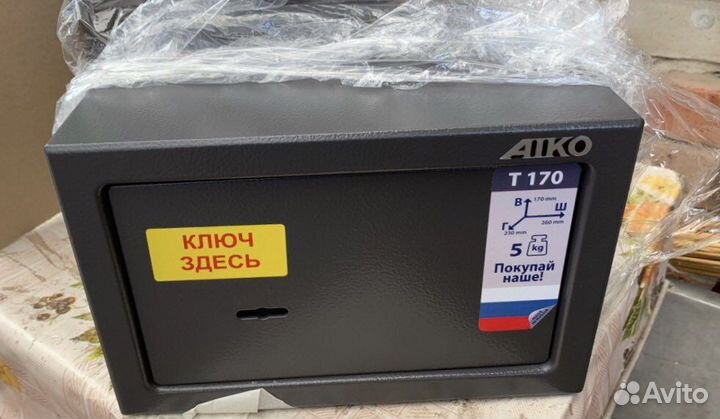 AIKO
T 170
В 170 mm
Ш
260 mm
Г
230 mm
5 kg
Покупай
наше!
КЛЮЧ
ЗДЕСЬ
Avito